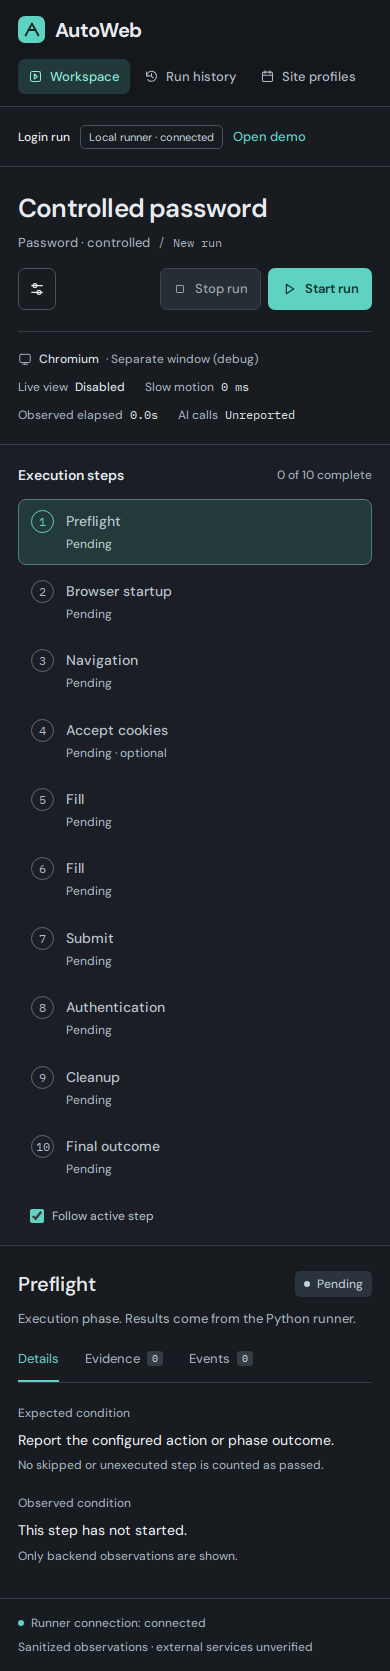 AutoWeb
Workspace Run history Site profiles
Login run Local runner · connected Open demo
Controlled password
Password · controlled / New run
Stop run Start run
Chromium · Separate window (debug)
Live view Disabled Slow motion 0 ms
Observed elapsed 0.0s AI calls Unreported
Execution steps 0 of 10 complete
1 Preflight
Pending
2 Browser startup
Pending
3 Navigation
Pending
4 Accept cookies
Pending · optional
5 Fill
Pending
6 Fill
Pending
7 Submit
Pending
8 Authentication
Pending
9 Cleanup
Pending
10 Final outcome
Pending
Follow active step
Preflight Pending
Execution phase. Results come from the Python runner.
Details Evidence 0 Events 0
Expected condition
Report the configured action or phase outcome.
No skipped or unexecuted step is counted as passed.
Observed condition
This step has not started.
Only backend observations are shown.
Runner connection: connected
Sanitized observations · external services unverified